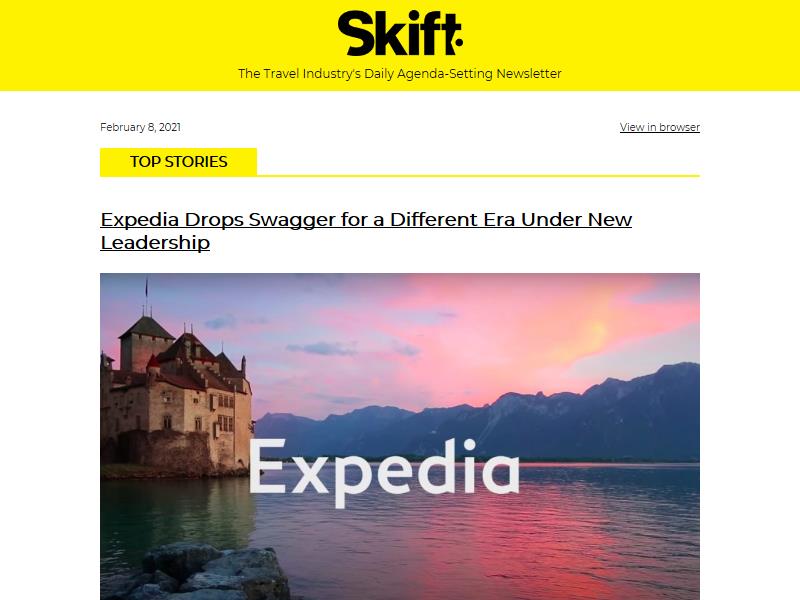 Skift
The Travel Industry's Daily Agenda-Setting Newsletter
February 8, 2021
View in browser
TOP STORIES
Expedia Drops Swagger for a Different Era Under New
Leadership
Expedia